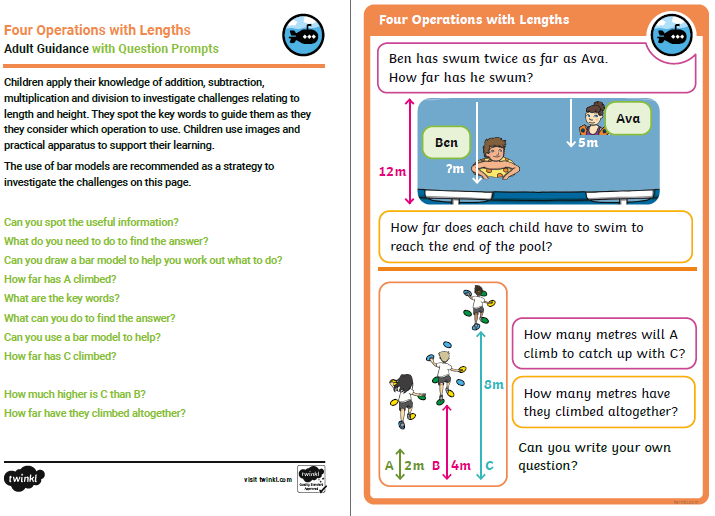 Four Operations with Lengths
Adult Guidance with Question Prompts
Children apply their knowledge of addition, subtraction,
multiplication and division to investigate challenges relating to
length and height. They spot the key words to guide them as they
they consider which operation to use. Children use images and
practical apparatus to support their learning.
The use of bar models are recommended as a strategy to
investigate the challenges on this page.
Can you spot the useful information?
What do you need to do to find the answer?
Can you draw a bar model to help you work out what to do?
How far has A climbed?
What are the key words?
What can you do to find the answer?
Can you use a bar model to help?
How far has C climbed?
How much higher is C than B?
How far have they climbed altogether?
twinkl
visit twinkl.com
twinkl
Quality Standard
Approved
Four Operations with Lengths
Ben has swum twice as far as Ava.
How far has he swum?
Ava
Ben
5m
?m
12m
How far does each child have to swim to
reach the end of the pool?
How many metres will A
climb to catch up with C?
8m
How many metres have
they climbed altogether?
Can you write your own
question?
A 2m B 4m C
twinkl.com